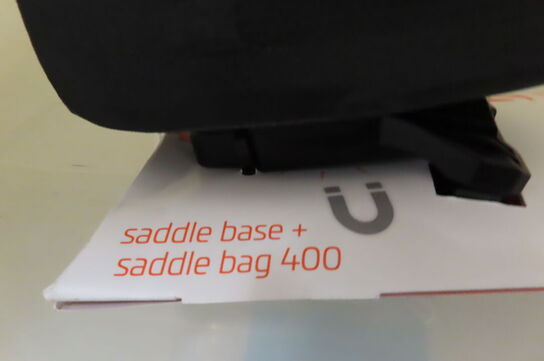 saddle base +
saddle bag 400